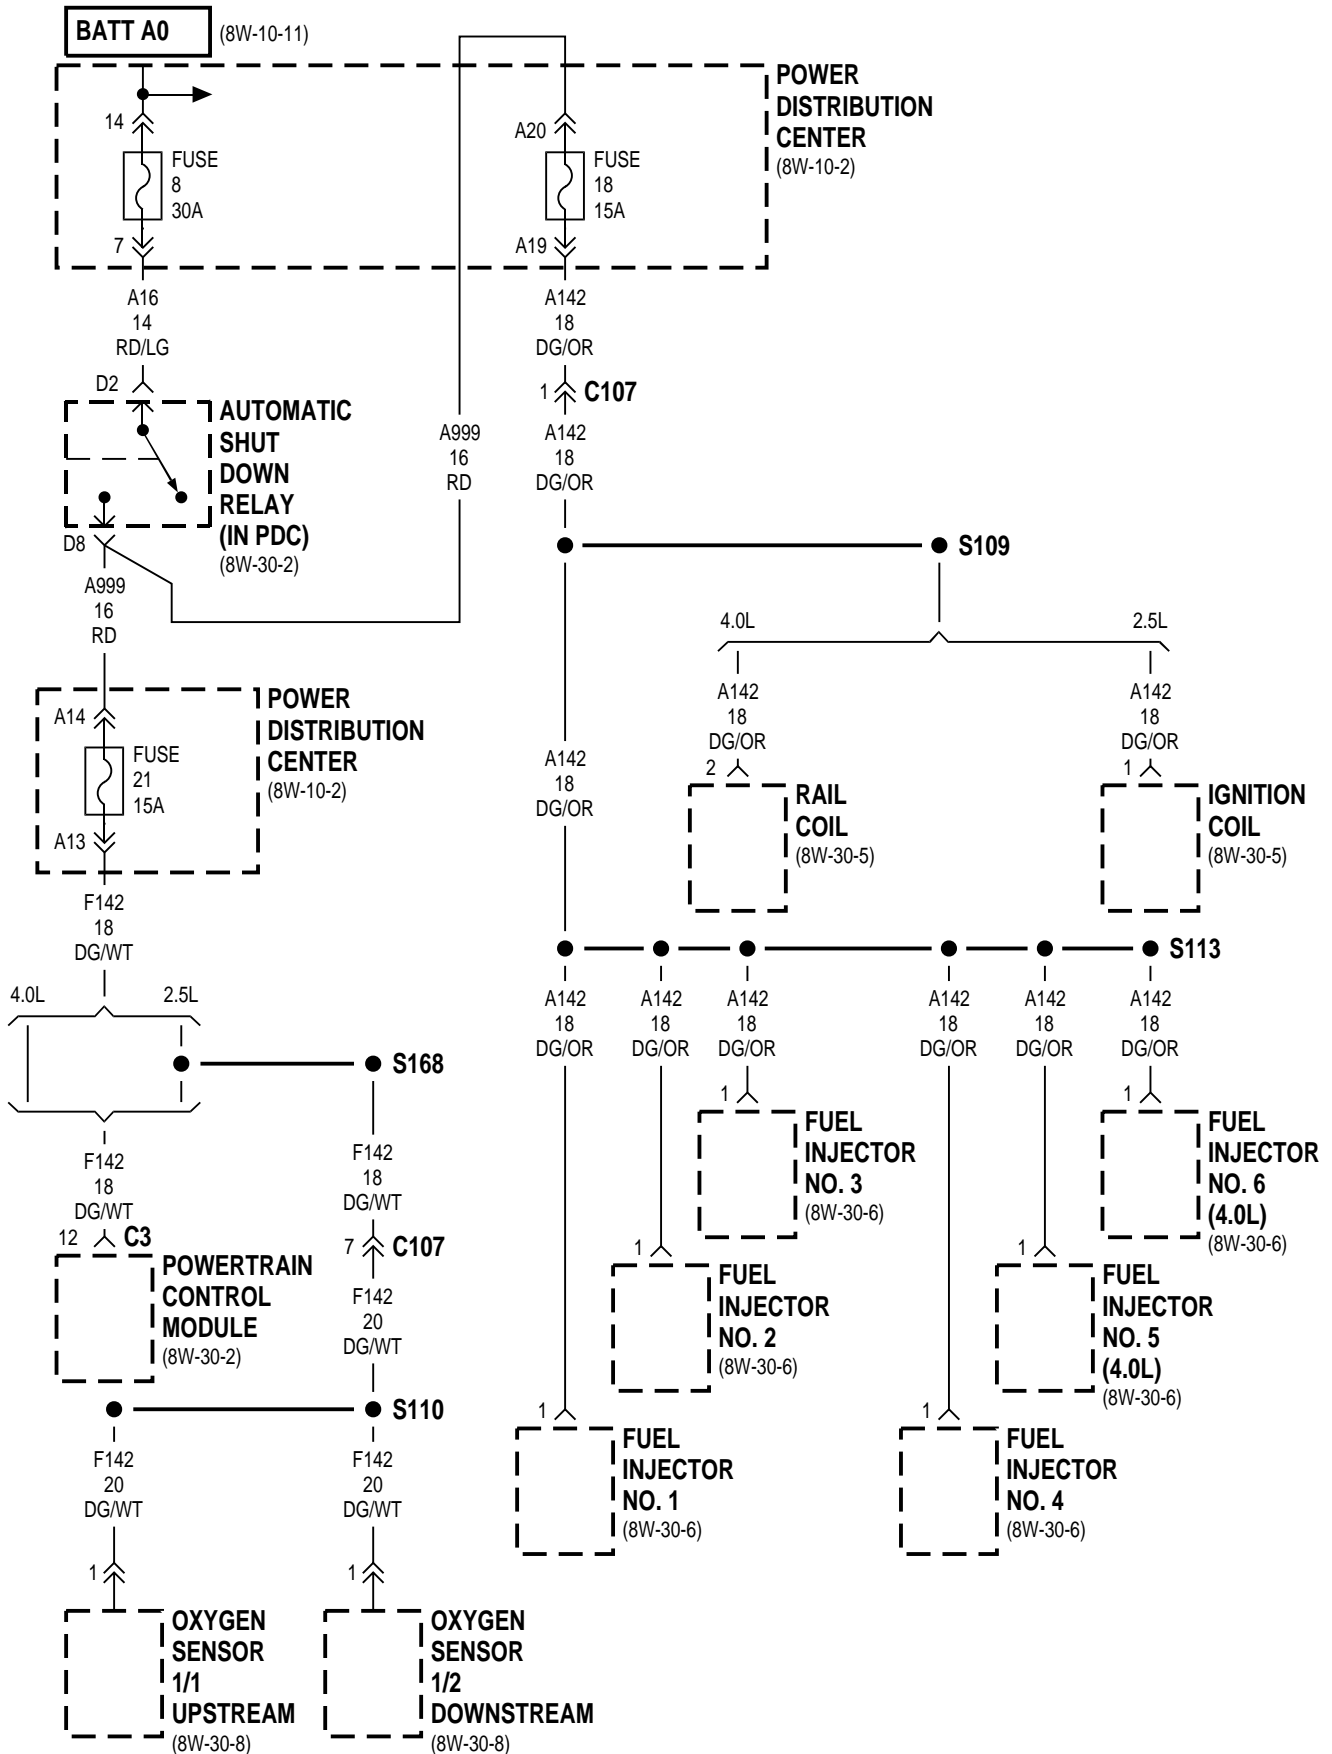 BATT A0
(8W-10-11)
POWER
DISTRIBUTION
CENTER
(8W-10-2)
14
FUSE
8
30A
7
A20
FUSE
18
15A
A19
A16
14
RD/LG
A142
18
DG/OR
D2
AUTOMATIC
SHUT
DOWN
RELAY
(IN PDC)
(8W-30-2)
D8
A999
16
RD
1
C107
A142
18
DG/OR
S109
A999
16
RD
4.0L
2.5L
A142
18
DG/OR
A142
18
DG/OR
2
RAIL
COIL
(8W-30-5)
1
IGNITION
COIL
(8W-30-5)
A14
FUSE
21
15A
A13
POWER
DISTRIBUTION
CENTER
(8W-10-2)
A142
18
DG/OR
F142
18
DG/WT
4.0L
2.5L
S168
S113
A142
18
DG/OR
A142
18
DG/OR
A142
18
DG/OR
A142
18
DG/OR
A142
18
DG/OR
A142
18
DG/OR
1
FUEL
INJECTOR
NO. 3
(8W-30-6)
1
FUEL
INJECTOR
NO. 6
(4.0L)
(8W-30-6)
F142
18
DG/WT
12
C3
POWERTRAIN
CONTROL
MODULE
(8W-30-2)
F142
18
DG/WT
7
C107
F142
20
DG/WT
1
FUEL
INJECTOR
NO. 2
(8W-30-6)
1
FUEL
INJECTOR
NO. 5
(4.0L)
(8W-30-6)
S110
F142
20
DG/WT
F142
20
DG/WT
1
FUEL
INJECTOR
NO. 1
(8W-30-6)
1
FUEL
INJECTOR
NO. 4
(8W-30-6)
1
OXYGEN
SENSOR
1/1
UPSTREAM
(8W-30-8)
1
OXYGEN
SENSOR
1/2
DOWNSTREAM
(8W-30-8)